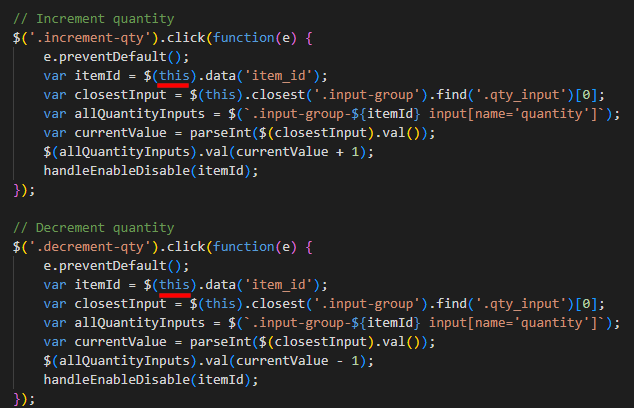 // Increment quantity
$('.increment-qty').click(function(e) {
    e.preventDefault();
    var itemId = $(this).data('item_id');
    var closestInput = $(this).closest('.input-group').find('.qty_input')[0];
    var allQuantityInputs = $(`.input-group-${itemId} input[name='quantity']`);
    var currentValue = parseInt($(closestInput).val());
    $(allQuantityInputs).val(currentValue + 1);
    handleEnableDisable(itemId);
});

// Decrement quantity
$('.decrement-qty').click(function(e) {
    e.preventDefault();
    var itemId = $(this).data('item_id');
    var closestInput = $(this).closest('.input-group').find('.qty_input')[0];
    var allQuantityInputs = $(`.input-group-${itemId} input[name='quantity']`);
    var currentValue = parseInt($(closestInput).val());
    $(allQuantityInputs).val(currentValue - 1);
    handleEnableDisable(itemId);
});